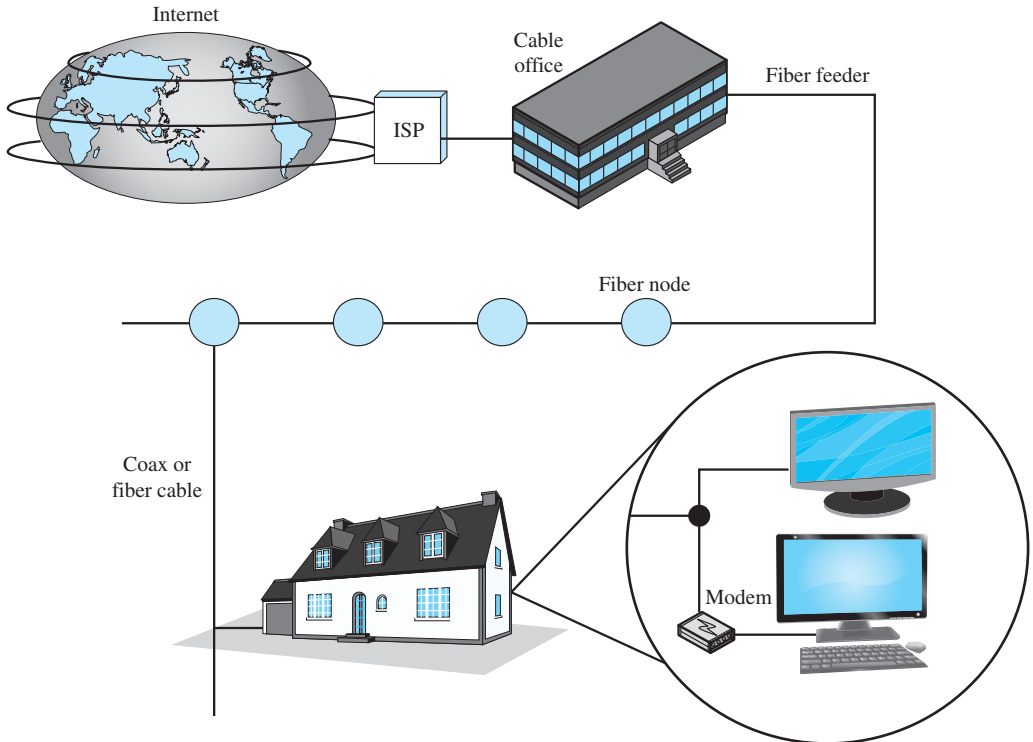 Internet
Cable
office
Fiber feeder
ISP
Fiber node
Coax or
fiber cable
Modem